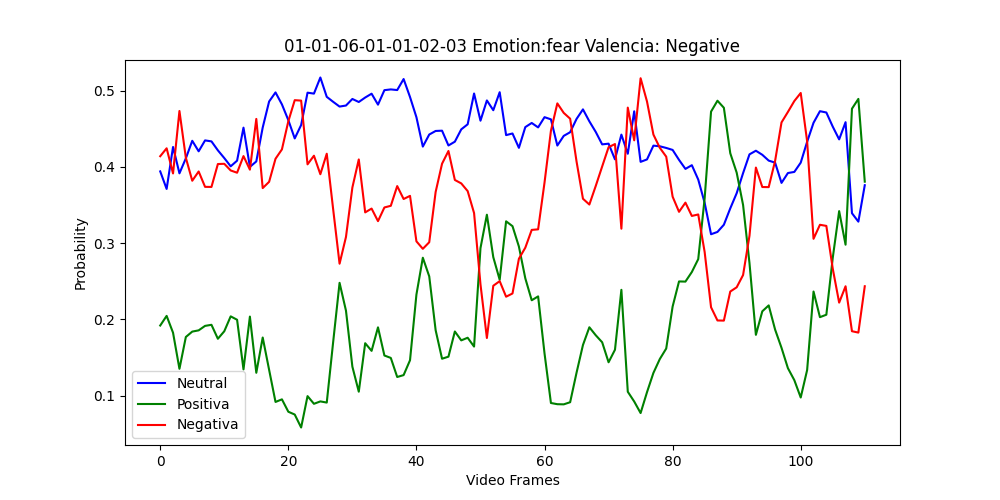 01-01-06-01-01-02-03 Emotion:fear Valencia: Negative
Probability
0.5
0.4
0.3
0.2
0.1
Neutral
Positiva
Negativa
0 20 40 60 80 100
Video Frames